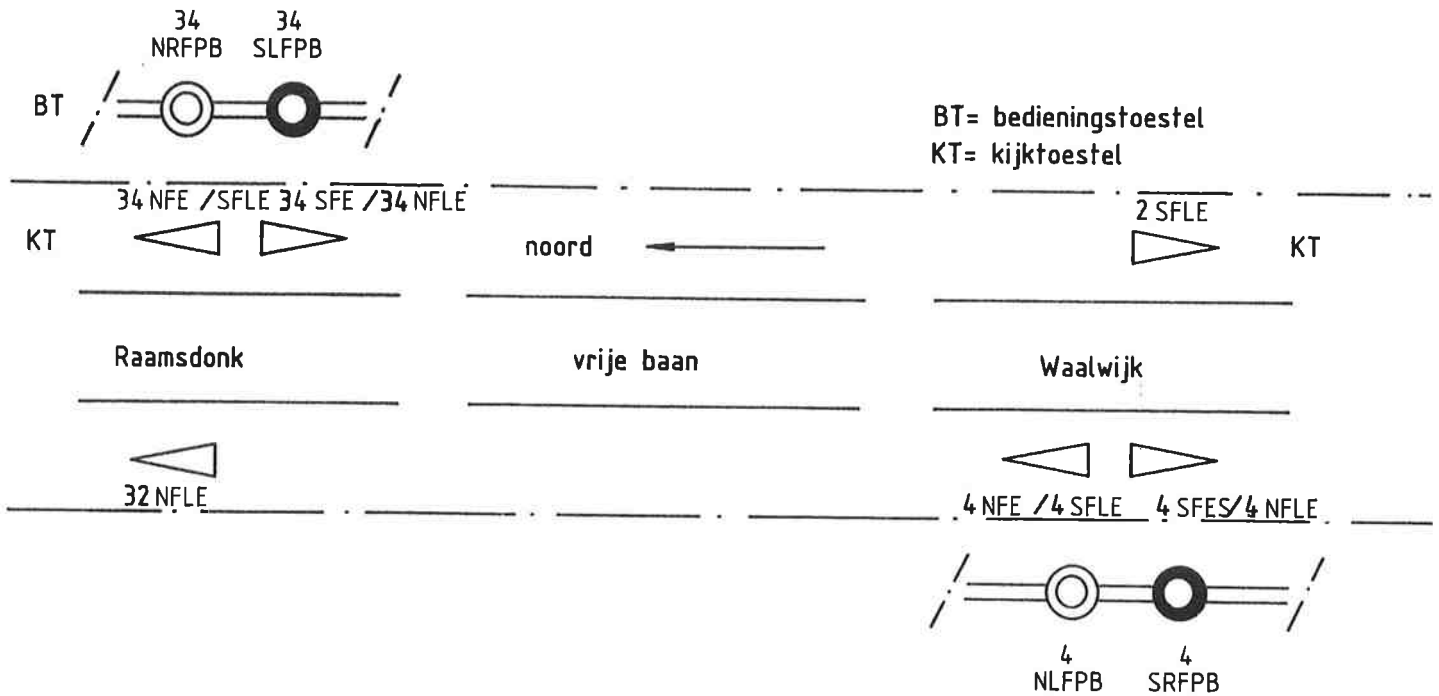 34 34
NRFPB SLFPB
BT
BT= bedieningstoestel
KT= kijktoestel
34 NFE /SFLE 34 SFE /34 NFLE
2 SFLE
KT noord KT
Raamsdonk vrije baan Waalwijk
32 NFLE
4 NFE /4 SFLE 4 SFES/4 NFLE
4 4
NLFPB SRFPB